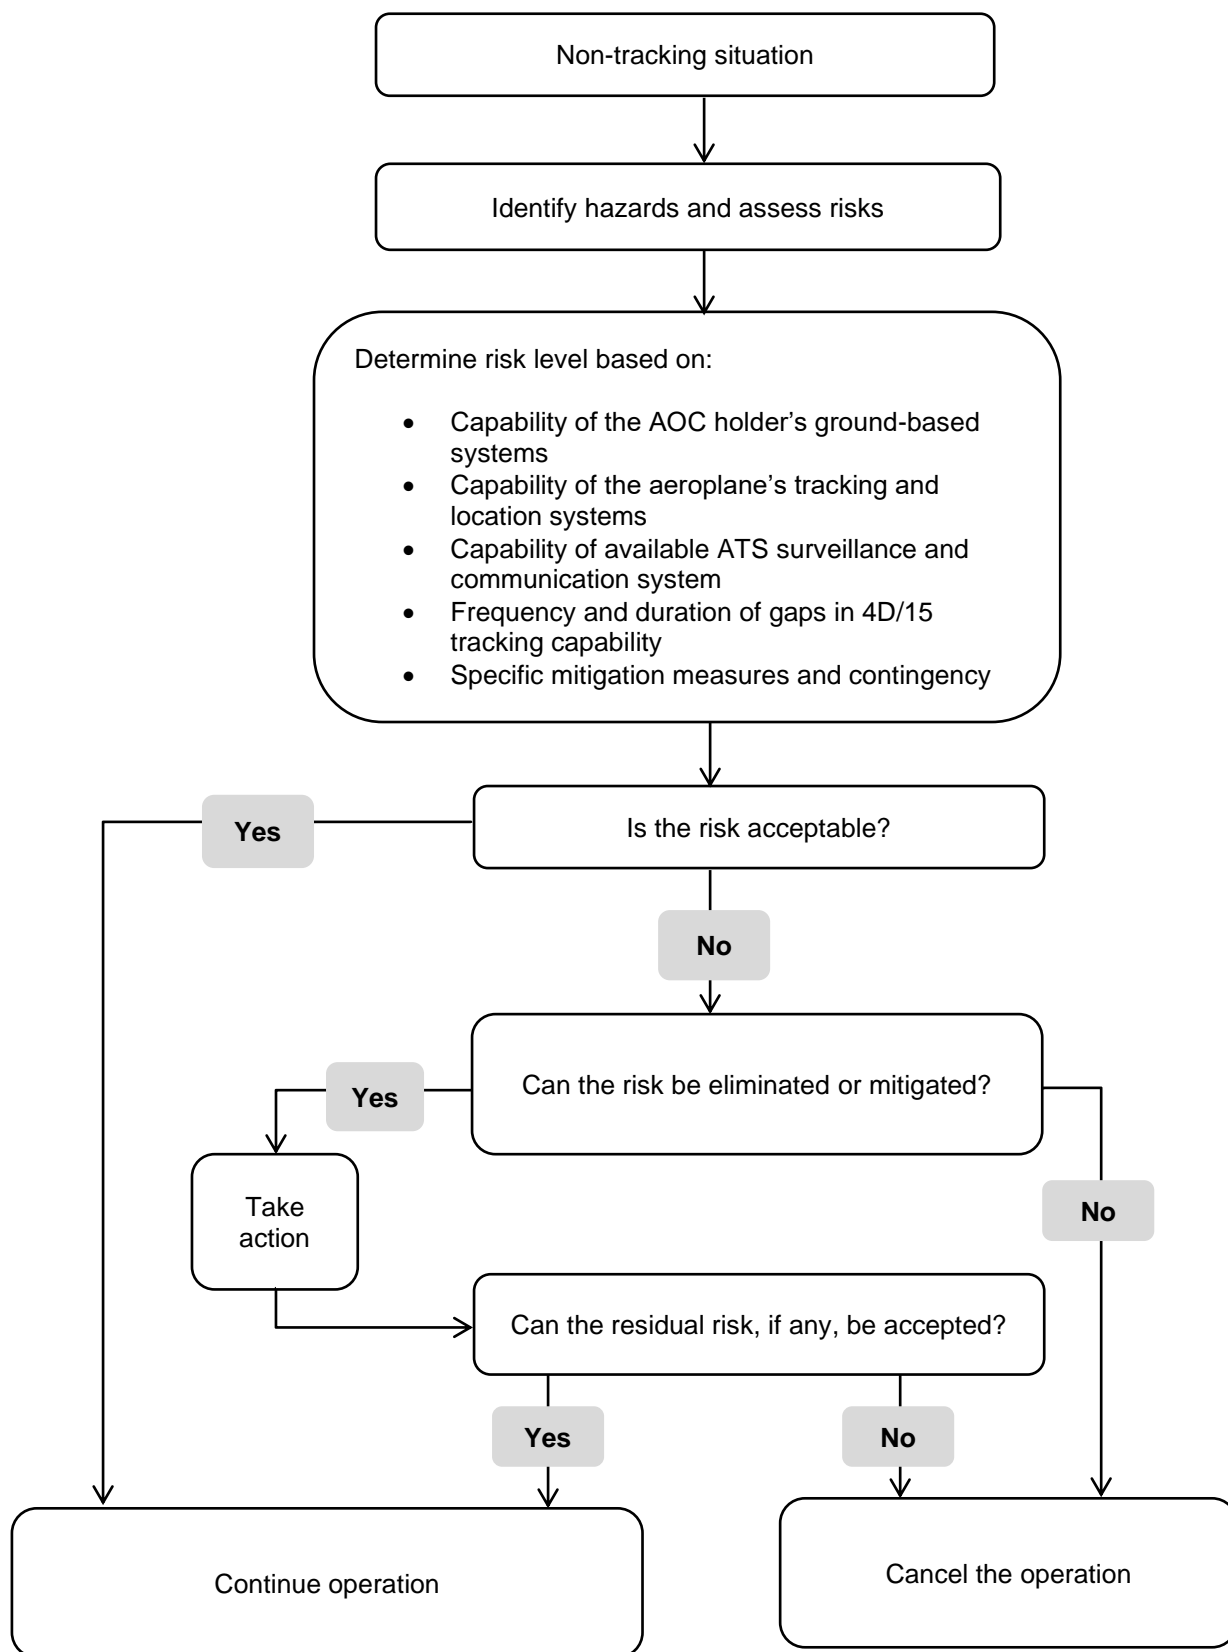 Non-tracking situation
Identify hazards and assess risks
Determine risk level based on:
• Capability of the AOC holder’s ground-based
systems
• Capability of the aeroplane’s tracking and
location systems
• Capability of available ATS surveillance and
communication system
• Frequency and duration of gaps in 4D/15
tracking capability
• Specific mitigation measures and contingency
Is the risk acceptable?
Yes
No
Can the risk be eliminated or mitigated?
Yes
No
Take
action
Can the residual risk, if any, be accepted?
Yes
No
Continue operation
Cancel the operation